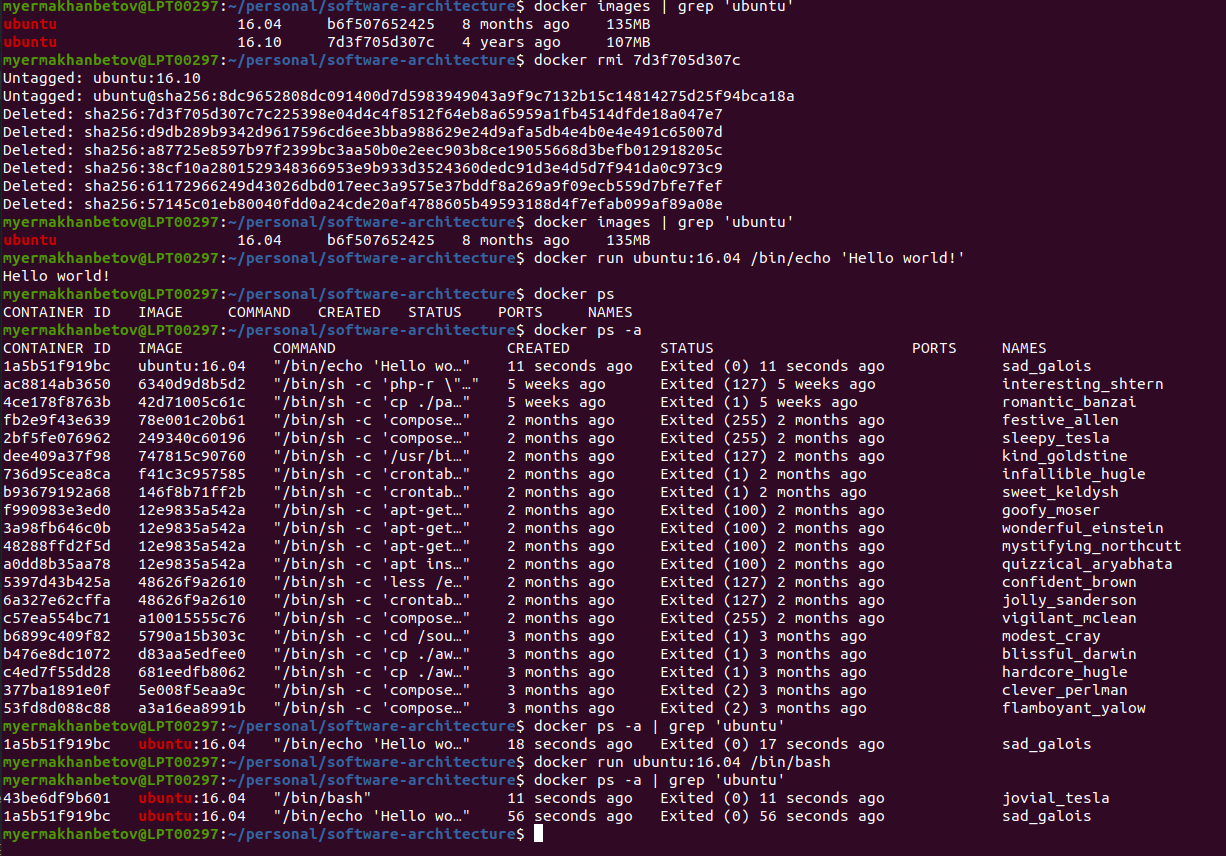 myermakhanbetov@LPT00297:~/personal/software-architecture$ docker images | grep 'ubuntu'
ubuntu 16.04 b6f507652425 8 months ago 135MB
ubuntu 16.10 7d3f705d307c 4 years ago 107MB
myermakhanbetov@LPT00297:~/personal/software-architecture$ docker rmi 7d3f705d307c
Untagged: ubuntu:16.10
Untagged: ubuntu@sha256:8dc9652808dc091400d7d5983949043a9f9c7132b15c14814275d25f94bca18a
Deleted: sha256:7d3f705d307c7c225398e04d4c4f8512f64eb8a65959a1fb4514dfde18a047e7
Deleted: sha256:d9db289b9342d9617596cd6ee3bba988629e24d9afa5db4e4b0e4e491c65007d
Deleted: sha256:a87725e8597b97f2399bc3aa50b0e2eec903b8ce19055668d3befb012918205c
Deleted: sha256:38cf10a2801529348366953e9b933d3524360dedc91d3e4d5d7f941da0c973c9
Deleted: sha256:61172966249d43026dbd017eec3a9575e37bddf8a269a9f09ecb559d7bfe7fef
Deleted: sha256:57145c01eb80040fdd0a24cde20af4788605b49593188d4f7efab099af89a08e
myermakhanbetov@LPT00297:~/personal/software-architecture$ docker images | grep 'ubuntu'
ubuntu 16.04 b6f507652425 8 months ago 135MB
myermakhanbetov@LPT00297:~/personal/software-architecture$ docker run ubuntu:16.04 /bin/echo 'Hello world!'
Hello world!
myermakhanbetov@LPT00297:~/personal/software-architecture$ docker ps
CONTAINER ID IMAGE COMMAND CREATED STATUS PORTS NAMES
myermakhanbetov@LPT00297:~/personal/software-architecture$ docker ps -a
CONTAINER ID IMAGE COMMAND CREATED STATUS PORTS NAMES
1a5b51f919bc ubuntu:16.04 "/bin/echo 'Hello wo…" 11 seconds ago Exited (0) 11 seconds ago sad_galois
ac8814ab3650 6340d9d8b5d2 "/bin/sh -c 'php-r \"…" 5 weeks ago Exited (127) 5 weeks ago interesting_shtern
4ce178f8763b 42d71005c61c "/bin/sh -c 'cp ./pa…" 5 weeks ago Exited (1) 5 weeks ago romantic_banzai
fb2e9f43e639 78e001c20b61 "/bin/sh -c 'compose…" 2 months ago Exited (255) 2 months ago festive_allen
2bf5fe076962 249340c60196 "/bin/sh -c 'compose…" 2 months ago Exited (255) 2 months ago sleepy_tesla
dee409a37f98 747815c90760 "/bin/sh -c '/usr/bi…" 2 months ago Exited (127) 2 months ago kind_goldstine
736d95cea8ca f41c3c957585 "/bin/sh -c 'crontab…" 2 months ago Exited (1) 2 months ago infallible_hugle
b93679192a68 146f8b71ff2b "/bin/sh -c 'crontab…" 2 months ago Exited (1) 2 months ago sweet_keldysh
f990983e3ed0 12e9835a542a "/bin/sh -c 'apt-get…" 2 months ago Exited (100) 2 months ago goofy_moser
3a98fb646c0b 12e9835a542a "/bin/sh -c 'apt-get…" 2 months ago Exited (100) 2 months ago wonderful_einstein
48288ffd2f5d 12e9835a542a "/bin/sh -c 'apt-get…" 2 months ago Exited (100) 2 months ago mystifying_northcutt
a0dd8b35aa78 12e9835a542a "/bin/sh -c 'apt ins…" 2 months ago Exited (100) 2 months ago quizzical_aryabhata
5397d43b425a 48626f9a2610 "/bin/sh -c 'less /e…" 2 months ago Exited (127) 2 months ago confident_brown
6a327e62cffa 48626f9a2610 "/bin/sh -c 'crontab…" 2 months ago Exited (127) 2 months ago jolly_sanderson
c57ea554bc71 a10015555c76 "/bin/sh -c 'compose…" 2 months ago Exited (255) 2 months ago vigilant_mclean
b6899c409f82 5790a15b303c "/bin/sh -c 'cd /sou…" 3 months ago Exited (1) 3 months ago modest_cray
b476e8dc1072 d83aa5edfee0 "/bin/sh -c 'cp ./aw…" 3 months ago Exited (1) 3 months ago blissful_darwin
c4ed7f55dd28 681eedfb8062 "/bin/sh -c 'cp ./aw…" 3 months ago Exited (1) 3 months ago hardcore_hugle
377ba1891e0f 5e008f5eaa9c "/bin/sh -c 'compose…" 3 months ago Exited (2) 3 months ago clever_perlman
53fd8d088c88 a3a16ea8991b "/bin/sh -c 'compose…" 3 months ago Exited (2) 3 months ago flamboyant_yalow
myermakhanbetov@LPT00297:~/personal/software-architecture$ docker ps -a | grep 'ubuntu'
1a5b51f919bc ubuntu:16.04 "/bin/echo 'Hello wo…" 18 seconds ago Exited (0) 17 seconds ago sad_galois
myermakhanbetov@LPT00297:~/personal/software-architecture$ docker run ubuntu:16.04 /bin/bash
myermakhanbetov@LPT00297:~/personal/software-architecture$ docker ps -a | grep 'ubuntu'
43be6df9b601 ubuntu:16.04 "/bin/bash" 11 seconds ago Exited (0) 11 seconds ago jovial_tesla
1a5b51f919bc ubuntu:16.04 "/bin/echo 'Hello wo…" 56 seconds ago Exited (0) 56 seconds ago sad_galois
myermakhanbetov@LPT00297:~/personal/software-architecture$